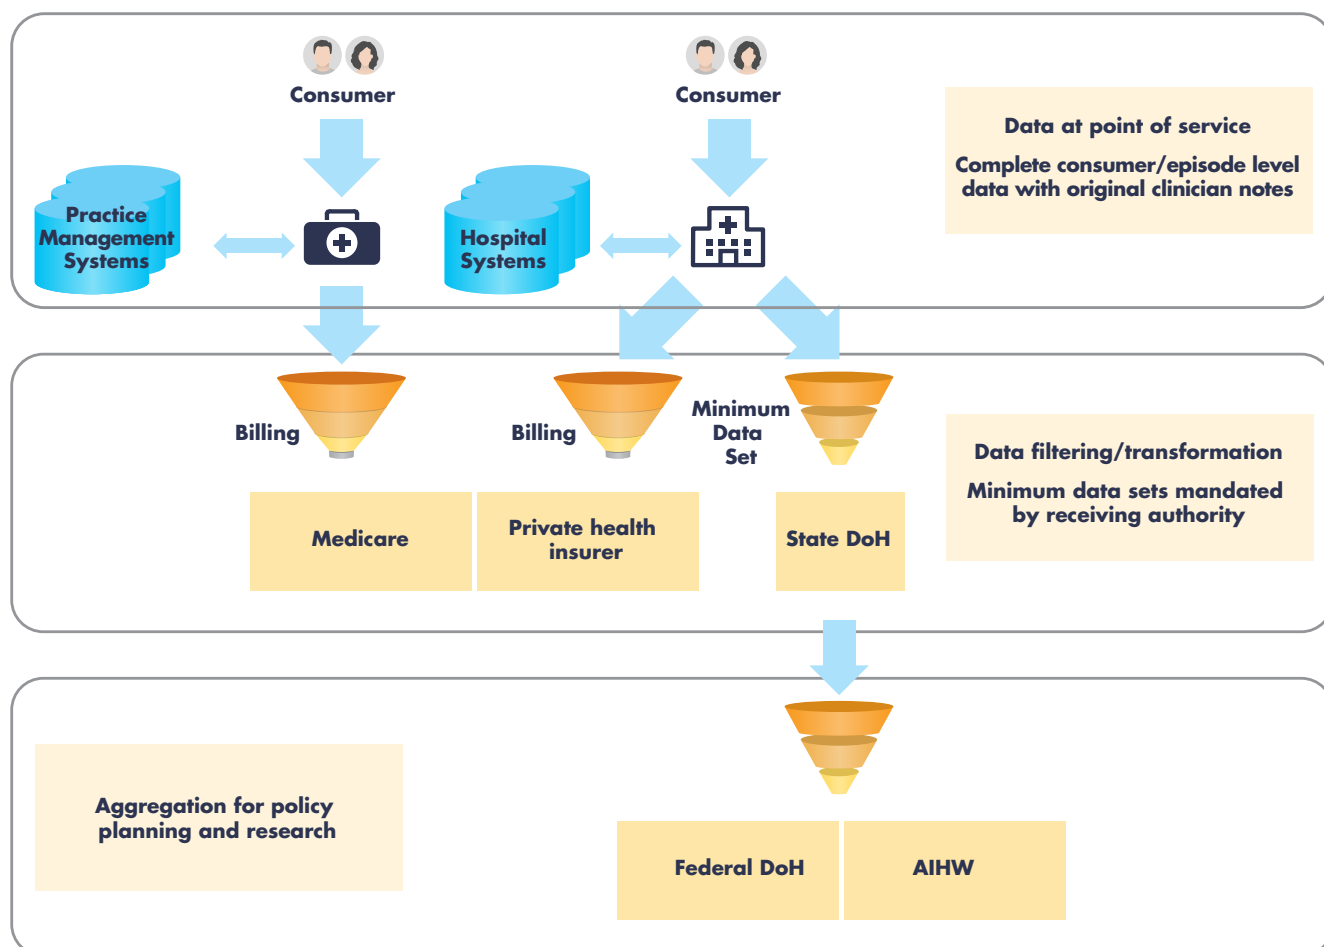 Consumer
Consumer
Data at point of service
Complete consumer/episode level
data with original clinician notes
Practice
Management
Systems
Hospital
Systems
Billing
Billing
Minimum
Data
Set
Data filtering/transformation
Minimum data sets mandated
by receiving authority
Medicare
Private health
insurer
State DoH
Aggregation for policy
planning and research
Federal DoH
AIHW